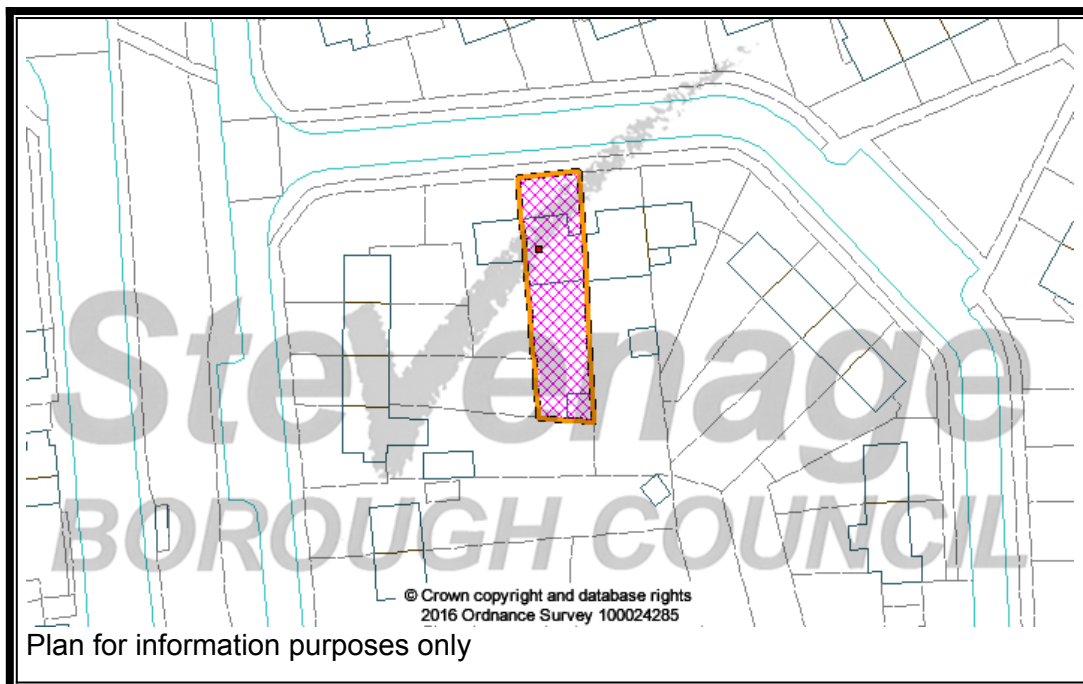 Stevenage
BOROUGH COUNCIL
© Crown copyright and database rights
2016 Ordnance Survey 100024285
Plan for information purposes only